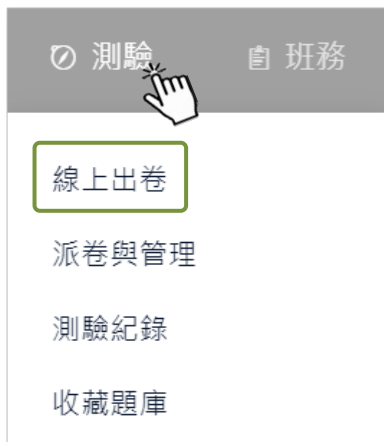 測驗 班務
線上出卷
派卷與管理
測驗紀錄
收藏題庫